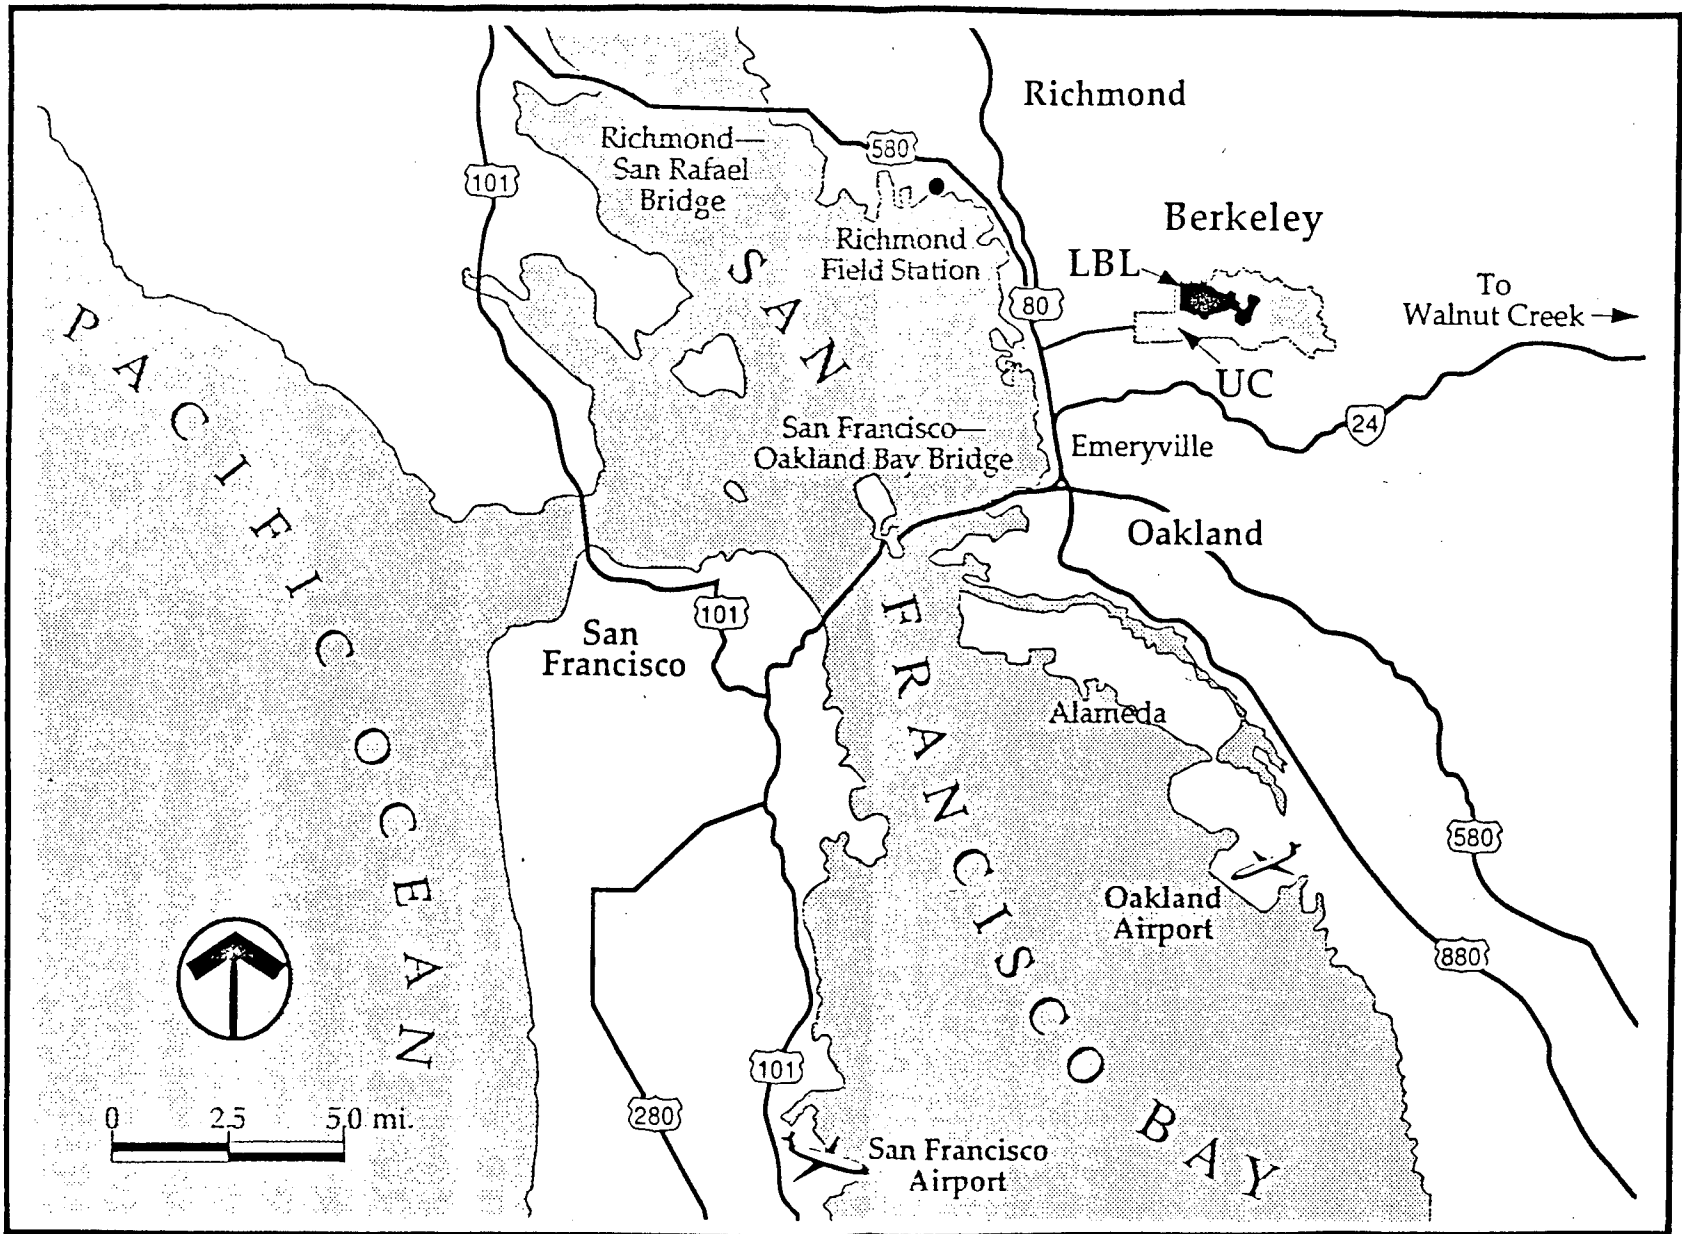 Richmond
Richmond—
San Rafael
Bridge
580
101
Richmond
Field Station
Berkeley
LBL
80
To
Walnut Creek
UC
24
San Francisco—
Oakland Bay Bridge
Emeryville
Oakland
101
San
Francisco
Alameda
PACIFIC OCEAN
SAN FRANCISCO BAY
580
Oakland
Airport
880
101
280
0 2.5 5.0 mi.
San Francisco
Airport